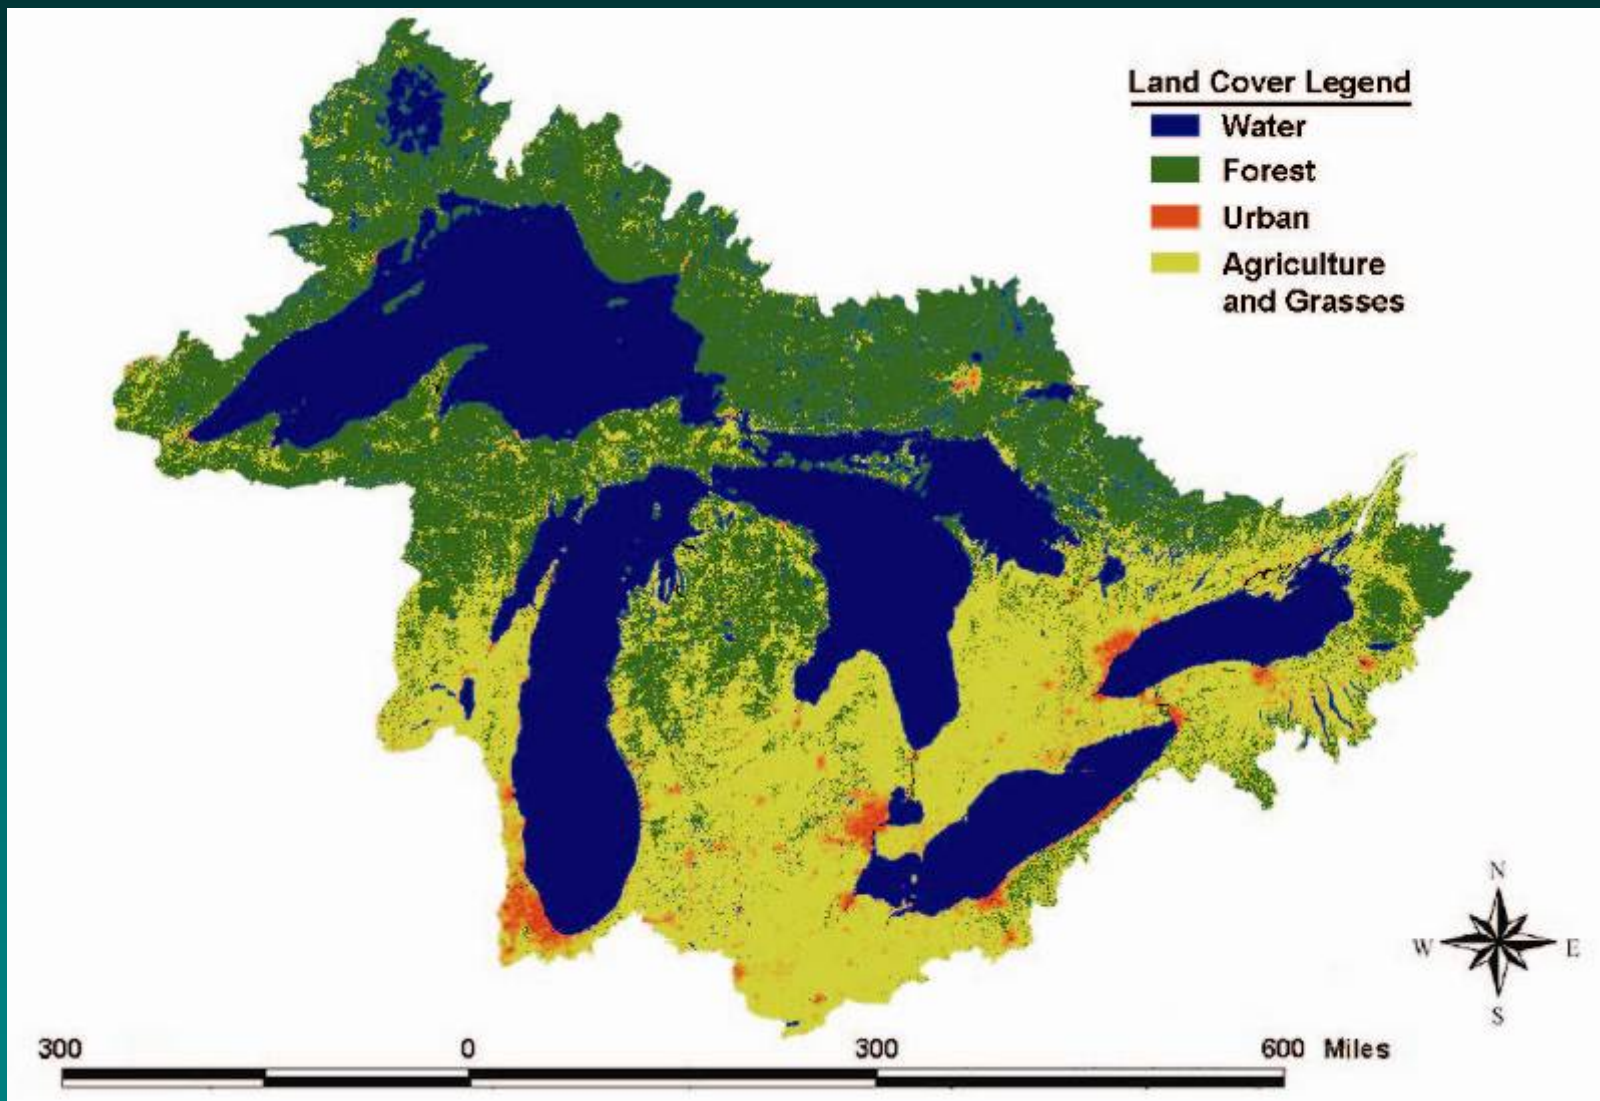 Land Cover Legend
Water
Forest
Urban
Agriculture
and Grasses
N
W E
S
300 0 300 600 Miles